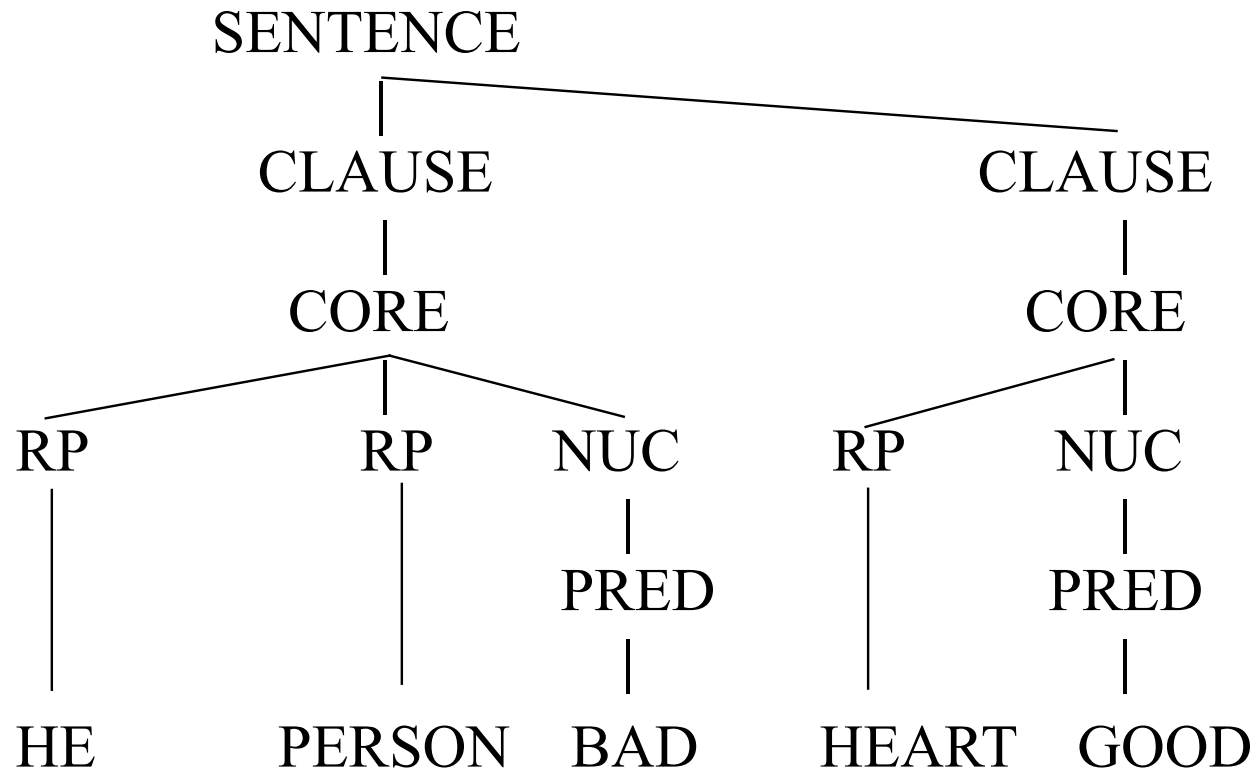 SENTENCE
CLAUSE CLAUSE
CORE CORE
RP RP NUC RP NUC
PRED PRED
HE PERSON BAD HEART GOOD